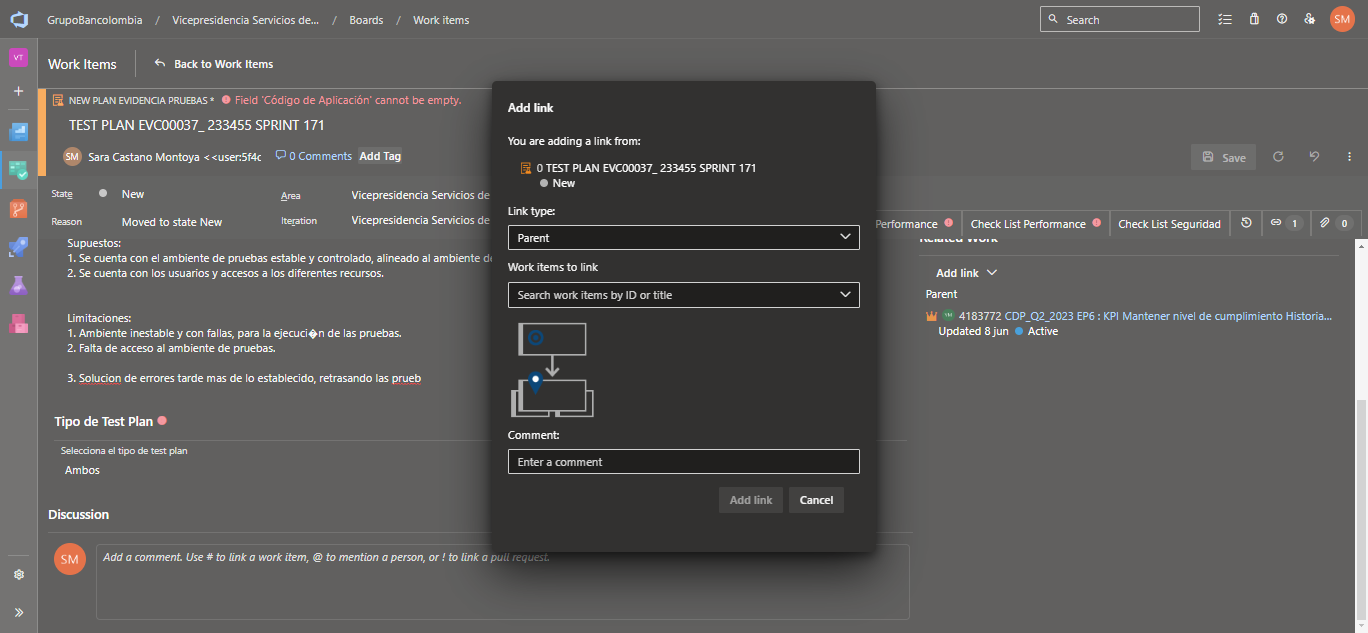 GrupoBancolombia / Vicepresidencia Servicios de... / Boards / Work items
Search
SM
VT
Work Items
Back to Work Items
NEW PLAN EVIDENCIA PRUEBAS * Field 'Código de Aplicación' cannot be empty.
TEST PLAN EVC00037_ 233455 SPRINT 171
SM Sara Castano Montoya <<user:5f4c 0 Comments Add Tag
Save
State New
Area Vicepresidencia Servicios de
Reason Moved to state New
Iteration Vicepresidencia Servicios de
Performance
Check List Performance
Check List Seguridad
1
0
Supuestos:
1. Se cuenta con el ambiente de pruebas estable y controlado, alineado al ambiente de
2. Se cuenta con los usuarios y accesos a los diferentes recursos.
Limitaciones:
1. Ambiente inestable y con fallas, para la ejecuci�n de las pruebas.
2. Falta de acceso al ambiente de pruebas.
3. Solucion de errores tarde mas de lo establecido, retrasando las prueb
Tipo de Test Plan
Selecciona el tipo de test plan
Ambos
Discussion
SM
Add a comment. Use # to link a work item, @ to mention a person, or ! to link a pull request.
Add link
You are adding a link from:
0 TEST PLAN EVC00037_ 233455 SPRINT 171
New
Link type:
Parent
Work items to link
Search work items by ID or title
Comment:
Enter a comment
Add link
Cancel
Related Work
Add link
Parent
4183772 CDP_Q2_2023 EP6 : KPI Mantener nivel de cumplimiento Historia...
Updated 8 jun Active